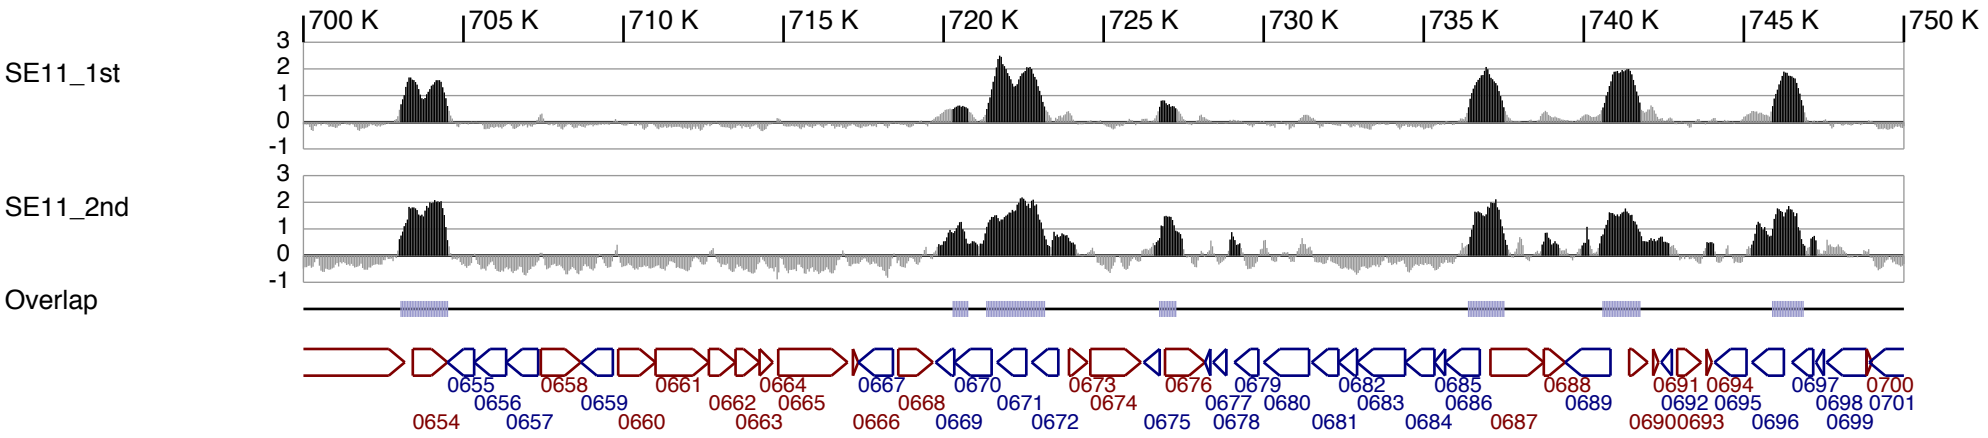 700 K 705 K 710 K 715 K 720 K 725 K 730 K 735 K 740 K 745 K 750 K
3
SE11_1st 2
1
0
-1
3
SE11_2nd 2
1
0
-1
Overlap
0655 0658 0661 0664 0667 0670 0673 0676 0679 0682 0685 0688 0691 0694 0697 0700
0656 0659 0662 0665 0668 0671 0674 0677 0680 0683 0686 0689 0692 0695 0698 0701
0654 0657 0660 0663 0666 0669 0672 0675 0678 0681 0684 0687 0690 0693 0696 0699